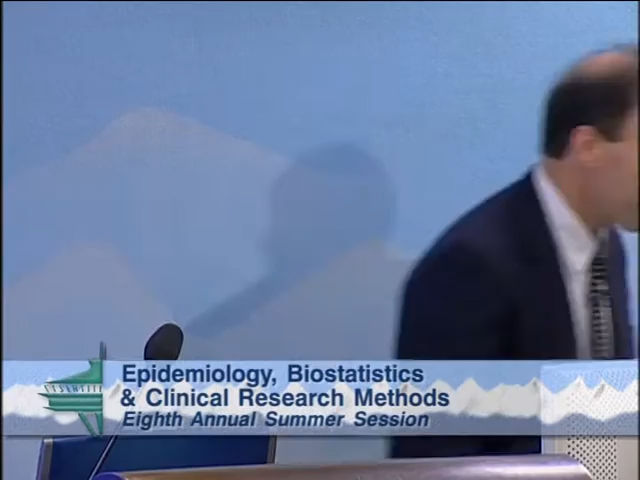 Epidemiology, Biostatistics
& Clinical Research Methods
Eighth Annual Summer Session